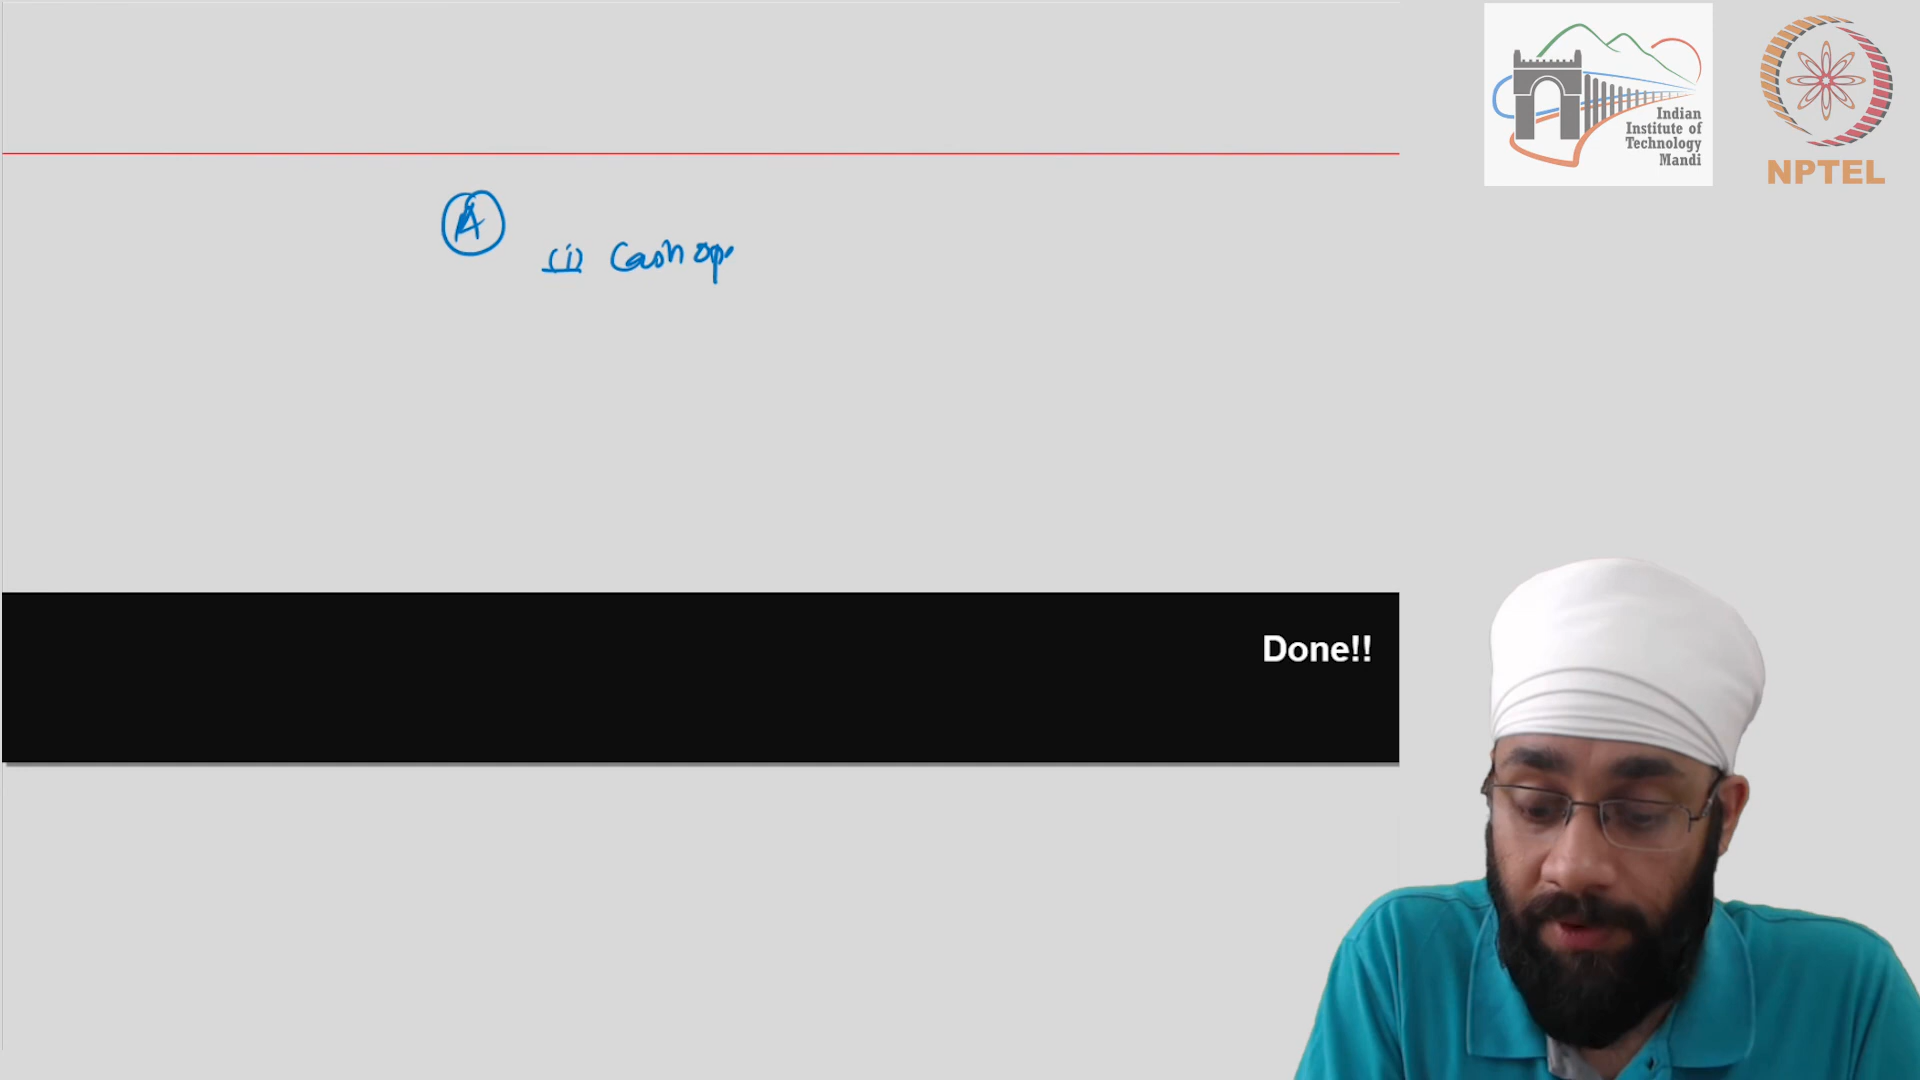 Indian
Institute of
Technology
Mandi
NPTEL
A
(i) Cash op
Done!!